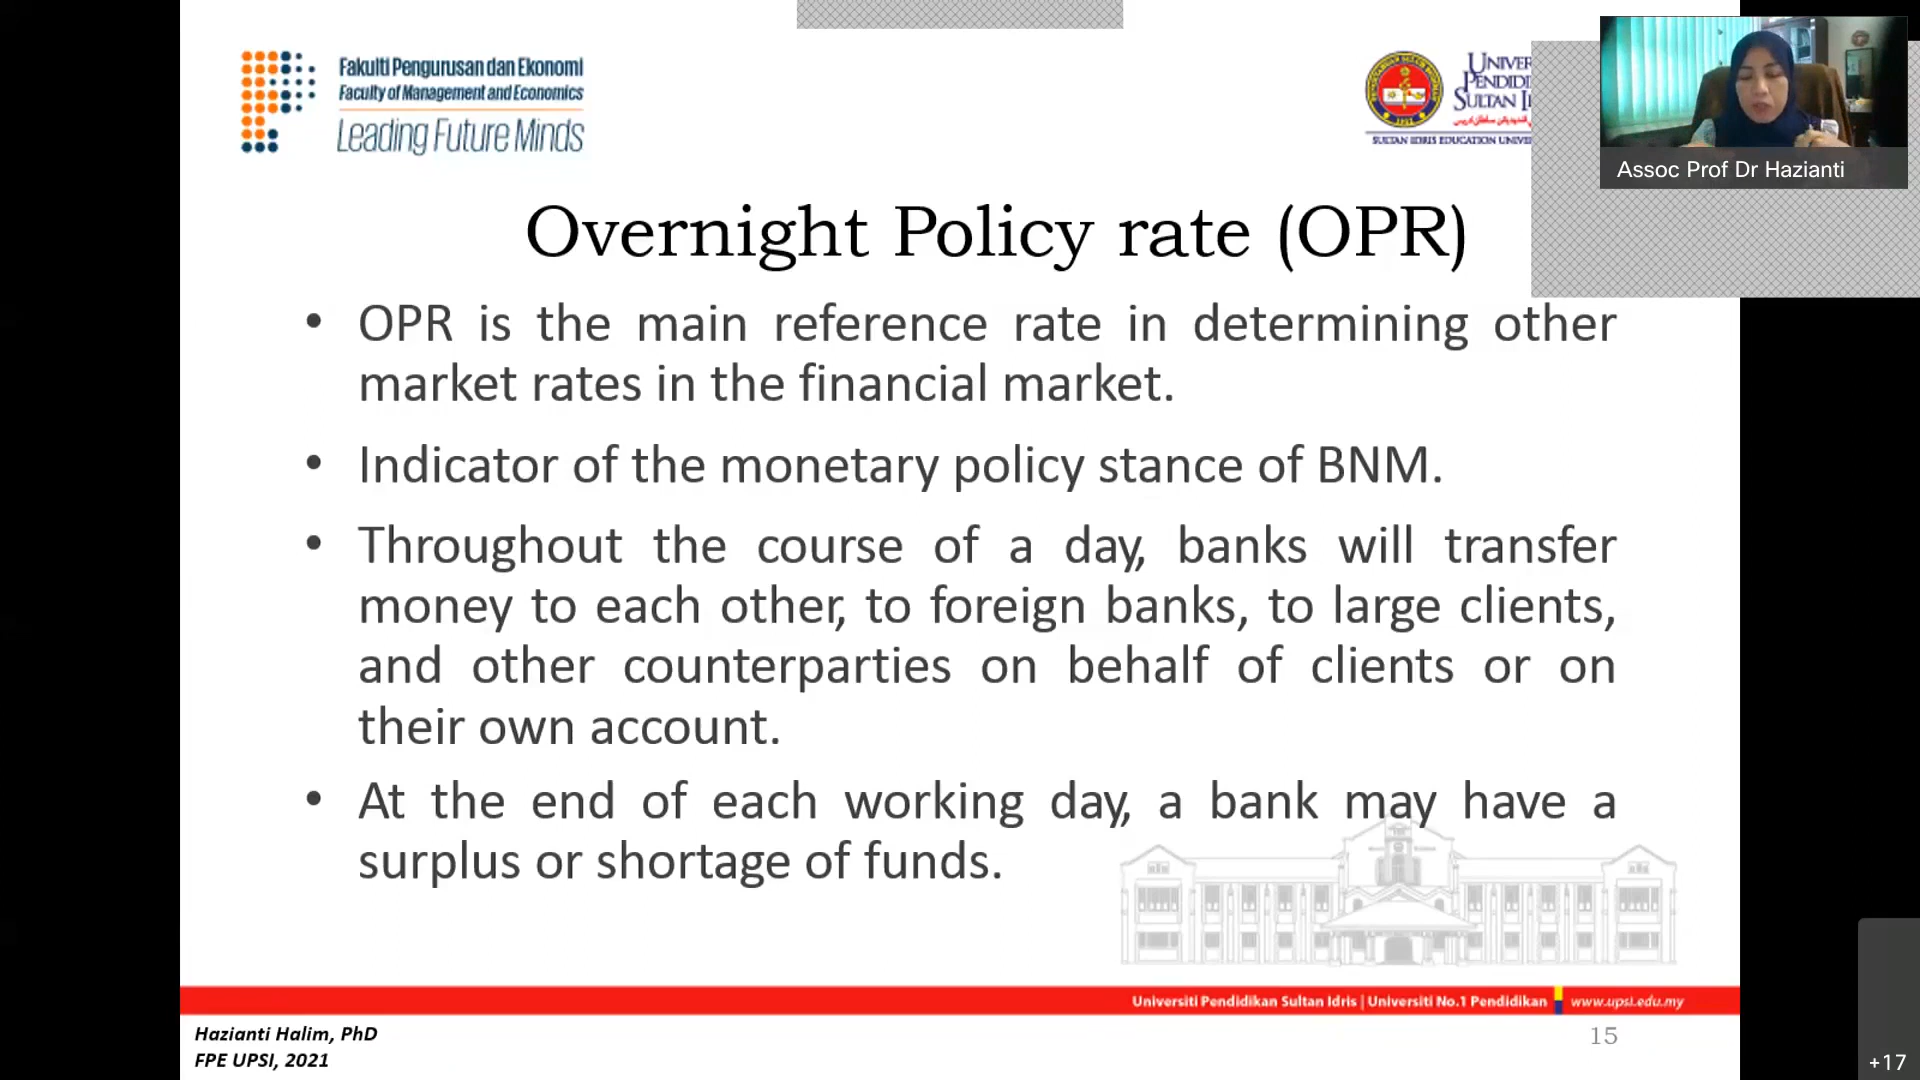 Fakulti Pengurusan dan Ekonomi
Faculty of Management and Economics
Leading Future Minds
SULTAN IDRIS EDUCATION
Assoc Prof Dr Hazianti
Overnight Policy rate (OPR)
• OPR is the main reference rate in determining other
market rates in the financial market.
• Indicator of the monetary policy stance of BNM.
• Throughout the course of a day, banks will transfer
money to each other, to foreign banks, to large clients,
and other counterparties on behalf of clients or on
their own account.
• At the end of each working day, a bank may have a
surplus or shortage of funds.
Universiti Pendidikan Sultan Idris | Universiti No.1 Pendidikan www.upsi.edu.my
Hazianti Halim, PhD
FPE UPSI, 2021
15
+17